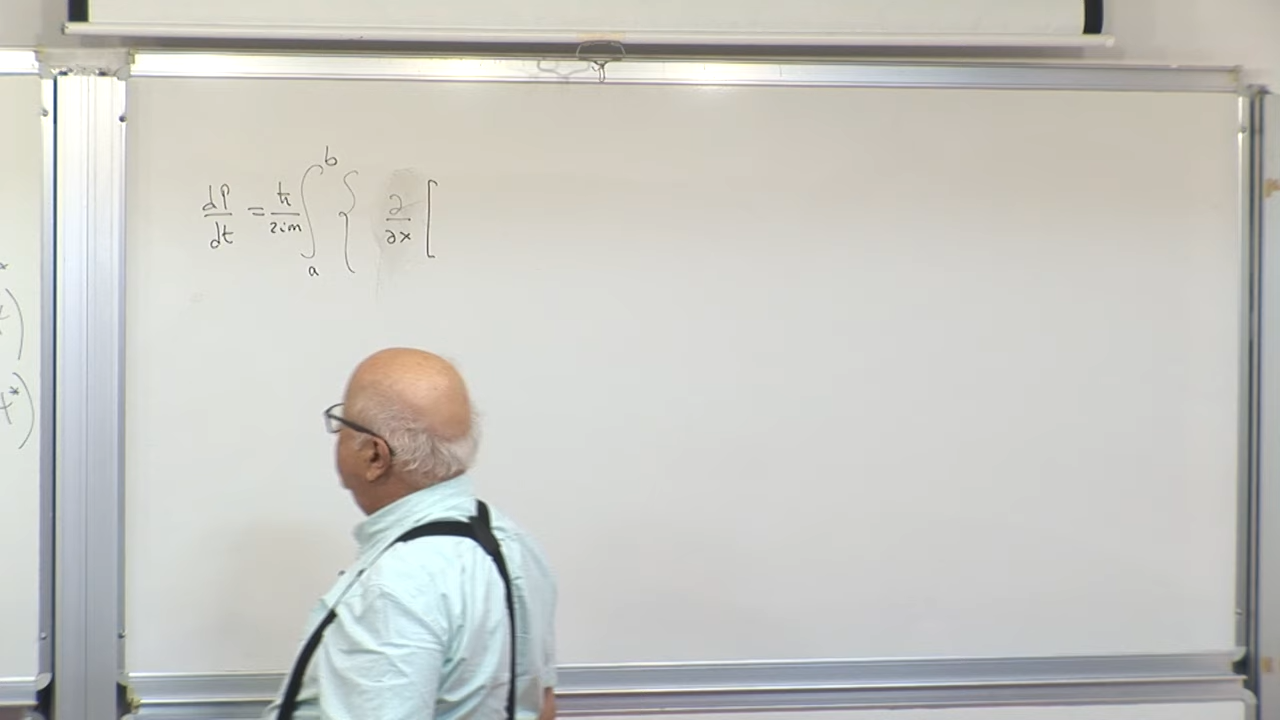 dP/dt = ħ/2im ∫_a^b { ∂/∂x [
*
)
ψ*)